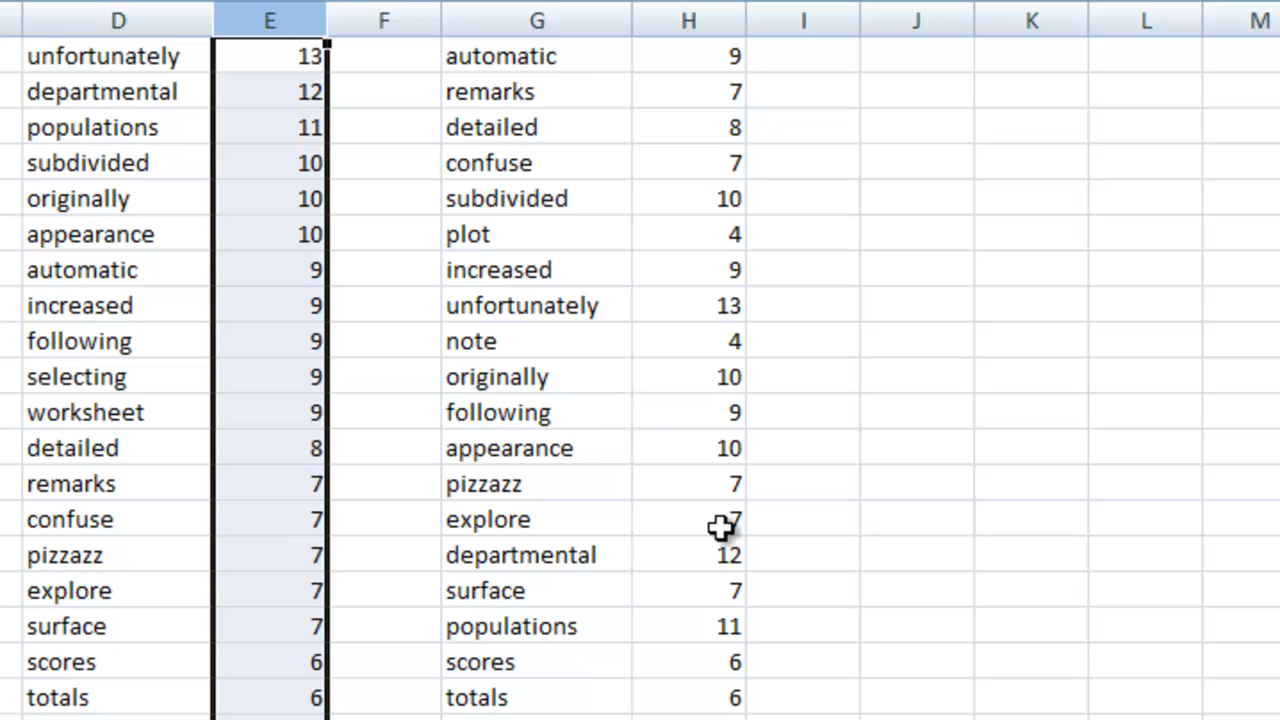 D E F G H I J K L M
unfortunately 13 automatic 9
departmental 12 remarks 7
populations 11 detailed 8
subdivided 10 confuse 7
originally 10 subdivided 10
appearance 10 plot 4
automatic 9 increased 9
increased 9 unfortunately 13
following 9 note 4
selecting 9 originally 10
worksheet 9 following 9
detailed 8 appearance 10
remarks 7 pizzazz 7
confuse 7 explore 7
pizzazz 7 departmental 12
explore 7 surface 7
surface 7 populations 11
scores 6 scores 6
totals 6 totals 6